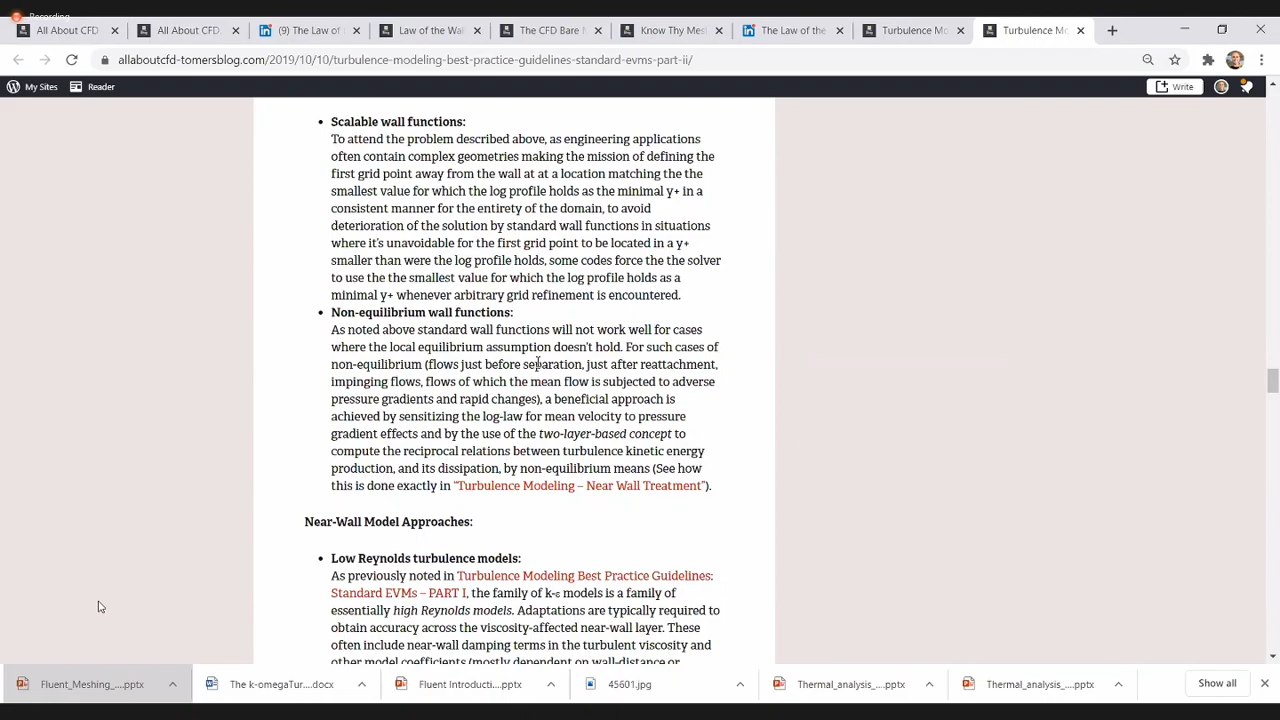 Recording
All About CFD
All About CFD.
(9) The Law of
Law of the Wa
The CFD Bare
Know Thy Mes
The Law of the
Turbulence Mo
Turbulence Mo
allaboutcfd-tomersblog.com/2019/10/10/turbulence-modeling-best-practice-guidelines-standard-evms-part-ii/
My Sites
Reader
Write
• Scalable wall functions:
To attend the problem described above, as engineering applications
often contain complex geometries making the mission of defining the
first grid point away from the wall at at a location matching the the
smallest value for which the log profile holds as the minimal y+ in a
consistent manner for the entirety of the domain, to avoid
deterioration of the solution by standard wall functions in situations
where it's unavoidable for the first grid point to be located in a y+
smaller than were the log profile holds, some codes force the the solver
to use the the smallest value for which the log profile holds as a
minimal y+ whenever arbitrary grid refinement is encountered.
• Non-equilibrium wall functions:
As noted above standard wall functions will not work well for cases
where the local equilibrium assumption doesn't hold. For such cases of
non-equilibrium (flows just before separation, just after reattachment,
impinging flows, flows of which the mean flow is subjected to adverse
pressure gradients and rapid changes), a beneficial approach is
achieved by sensitizing the log-law for mean velocity to pressure
gradient effects and by the use of the two-layer-based concept to
compute the reciprocal relations between turbulence kinetic energy
production, and its dissipation, by non-equilibrium means (See how
this is done exactly in "Turbulence Modeling – Near Wall Treatment").
Near-Wall Model Approaches:
• Low Reynolds turbulence models:
As previously noted in Turbulence Modeling Best Practice Guidelines:
Standard EVMs – PART I, the family of k-ε models is a family of
essentially high Reynolds models. Adaptations are typically required to
obtain accuracy across the viscosity-affected near-wall layer. These
often include near-wall damping terms in the turbulent viscosity and
other model coefficients (mostly dependent on wall-distance or
Fluent_Meshing_....pptx
The k-omegaTur....docx
Fluent Introducti....pptx
45601.jpg
Thermal_analysis_....pptx
Thermal_analysis_....pptx
Show all